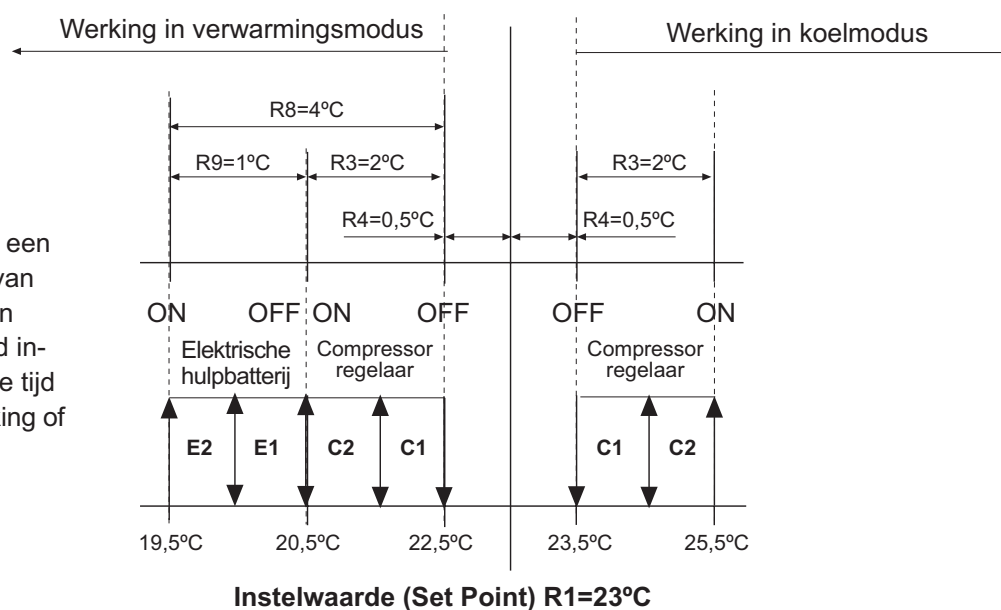 Werking in verwarmingsmodus
Werking in koelmodus
R8=4ºC
R9=1ºC
R3=2ºC
R3=2ºC
R4=0,5ºC
R4=0,5ºC
een
van
n
d in-
e tijd
ing of
ON
OFF
ON
OFF
OFF
ON
Elektrische
hulpbatterij
Compressor
regelaar
Compressor
regelaar
E2
E1
C2
C1
C1
C2
19,5ºC
20,5ºC
22,5ºC
23,5ºC
25,5ºC
Instelwaarde (Set Point) R1=23ºC